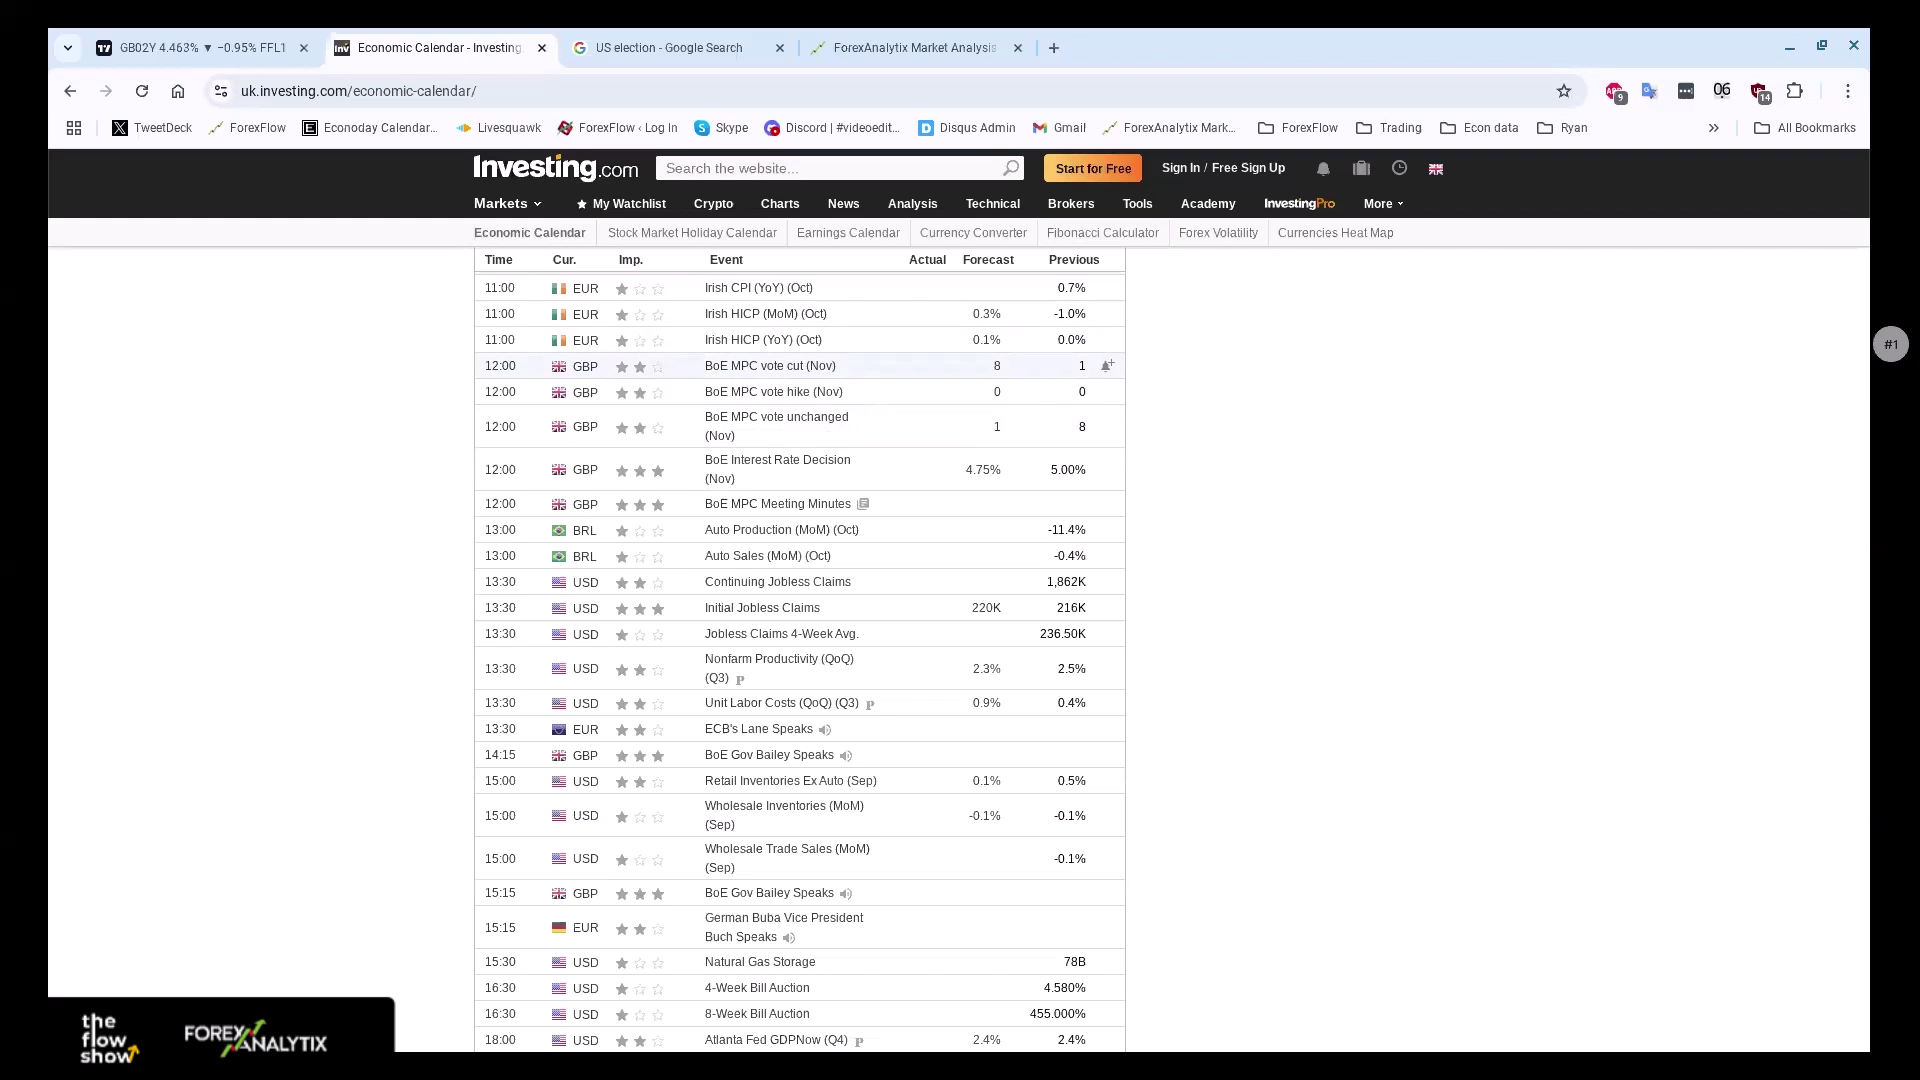 GB02Y 4.463% ▼ −0.95% FFL1
Economic Calendar - Investing.
US election - Google Search
ForexAnalytix Market Analysis
uk.investing.com/economic-calendar/
9
06
14
TweetDeck
ForexFlow
Econoday Calendar...
Livesquawk
ForexFlow ‹ Log In
Skype
Discord | #videoedit...
Disqus Admin
Gmail
ForexAnalytix Mark...
ForexFlow
Trading
Econ data
Ryan
All Bookmarks
Investing.com
Search the website...
Start for Free
Sign In / Free Sign Up
Markets
My Watchlist
Crypto
Charts
News
Analysis
Technical
Brokers
Tools
Academy
InvestingPro
More
Economic Calendar
Stock Market Holiday Calendar
Earnings Calendar
Currency Converter
Fibonacci Calculator
Forex Volatility
Currencies Heat Map
Time Cur. Imp. Event Actual Forecast Previous
11:00 EUR Irish CPI (YoY) (Oct) 0.7%
11:00 EUR Irish HICP (MoM) (Oct) 0.3% -1.0%
11:00 EUR Irish HICP (YoY) (Oct) 0.1% 0.0%
12:00 GBP BoE MPC vote cut (Nov) 8 1
12:00 GBP BoE MPC vote hike (Nov) 0 0
12:00 GBP BoE MPC vote unchanged
(Nov) 1 8
12:00 GBP BoE Interest Rate Decision
(Nov) 4.75% 5.00%
12:00 GBP BoE MPC Meeting Minutes
13:00 BRL Auto Production (MoM) (Oct) -11.4%
13:00 BRL Auto Sales (MoM) (Oct) -0.4%
13:30 USD Continuing Jobless Claims 1,862K
13:30 USD Initial Jobless Claims 220K 216K
13:30 USD Jobless Claims 4-Week Avg. 236.50K
13:30 USD Nonfarm Productivity (QoQ)
(Q3) P 2.3% 2.5%
13:30 USD Unit Labor Costs (QoQ) (Q3) P 0.9% 0.4%
13:30 EUR ECB's Lane Speaks
14:15 GBP BoE Gov Bailey Speaks
15:00 USD Retail Inventories Ex Auto (Sep) 0.1% 0.5%
15:00 USD Wholesale Inventories (MoM)
(Sep) -0.1% -0.1%
15:00 USD Wholesale Trade Sales (MoM)
(Sep) -0.1%
15:15 GBP BoE Gov Bailey Speaks
15:15 EUR German Buba Vice President
Buch Speaks
15:30 USD Natural Gas Storage 78B
16:30 USD 4-Week Bill Auction 4.580%
16:30 USD 8-Week Bill Auction 455.000%
18:00 USD Atlanta Fed GDPNow (Q4) P 2.4% 2.4%
#1
the
flow
show
FOREX ANALYTIX